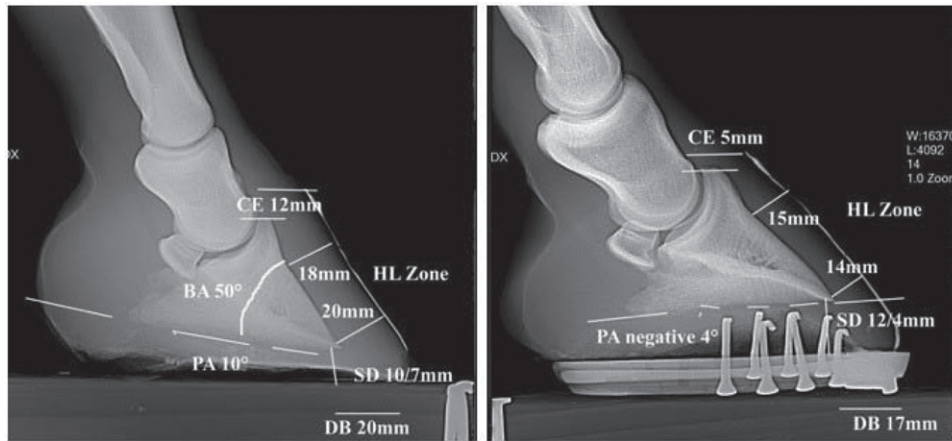 DX
CE 12mm
18mm
HL Zone
BA 50°
20mm
PA 10°
SD 10/7mm
DB 20mm
DX
CE 5mm
W:16370
L:4092
14
1.0 Zoom
15mm
HL Zone
14mm
SD 12/4mm
PA negative 4°
DB 17mm